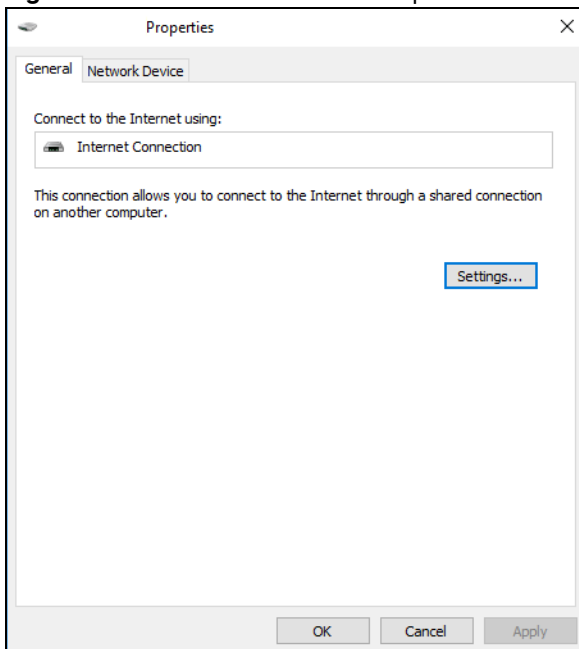 Properties
General Network Device
Connect to the Internet using:
Internet Connection
This connection allows you to connect to the Internet through a shared connection
on another computer.
Settings...
OK Cancel Apply